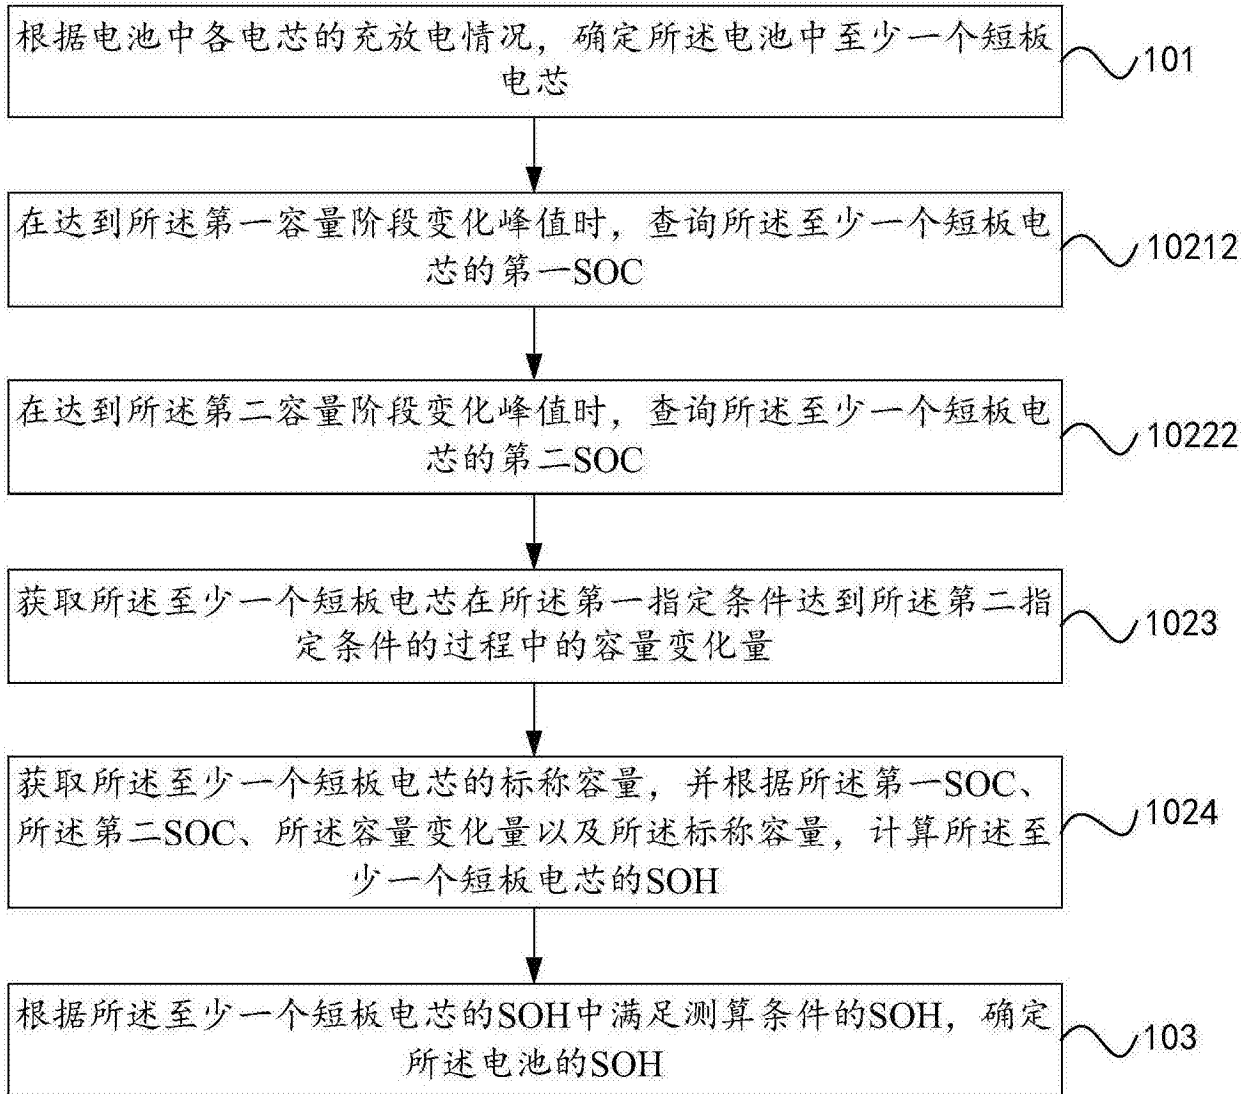 根据电池中各电芯的充放电情况，确定所述电池中至少一个短板
电芯
101
在达到所述第一容量阶段变化峰值时，查询所述至少一个短板电
芯的第一SOC
10212
在达到所述第二容量阶段变化峰值时，查询所述至少一个短板电
芯的第二SOC
10222
获取所述至少一个短板电芯在所述第一指定条件达到所述第二指
定条件的过程中的容量变化量
1023
获取所述至少一个短板电芯的标称容量，并根据所述第一SOC、
所述第二SOC、所述容量变化量以及所述标称容量，计算所述至
少一个短板电芯的SOH
1024
根据所述至少一个短板电芯的SOH中满足测算条件的SOH，确定
所述电池的SOH
103